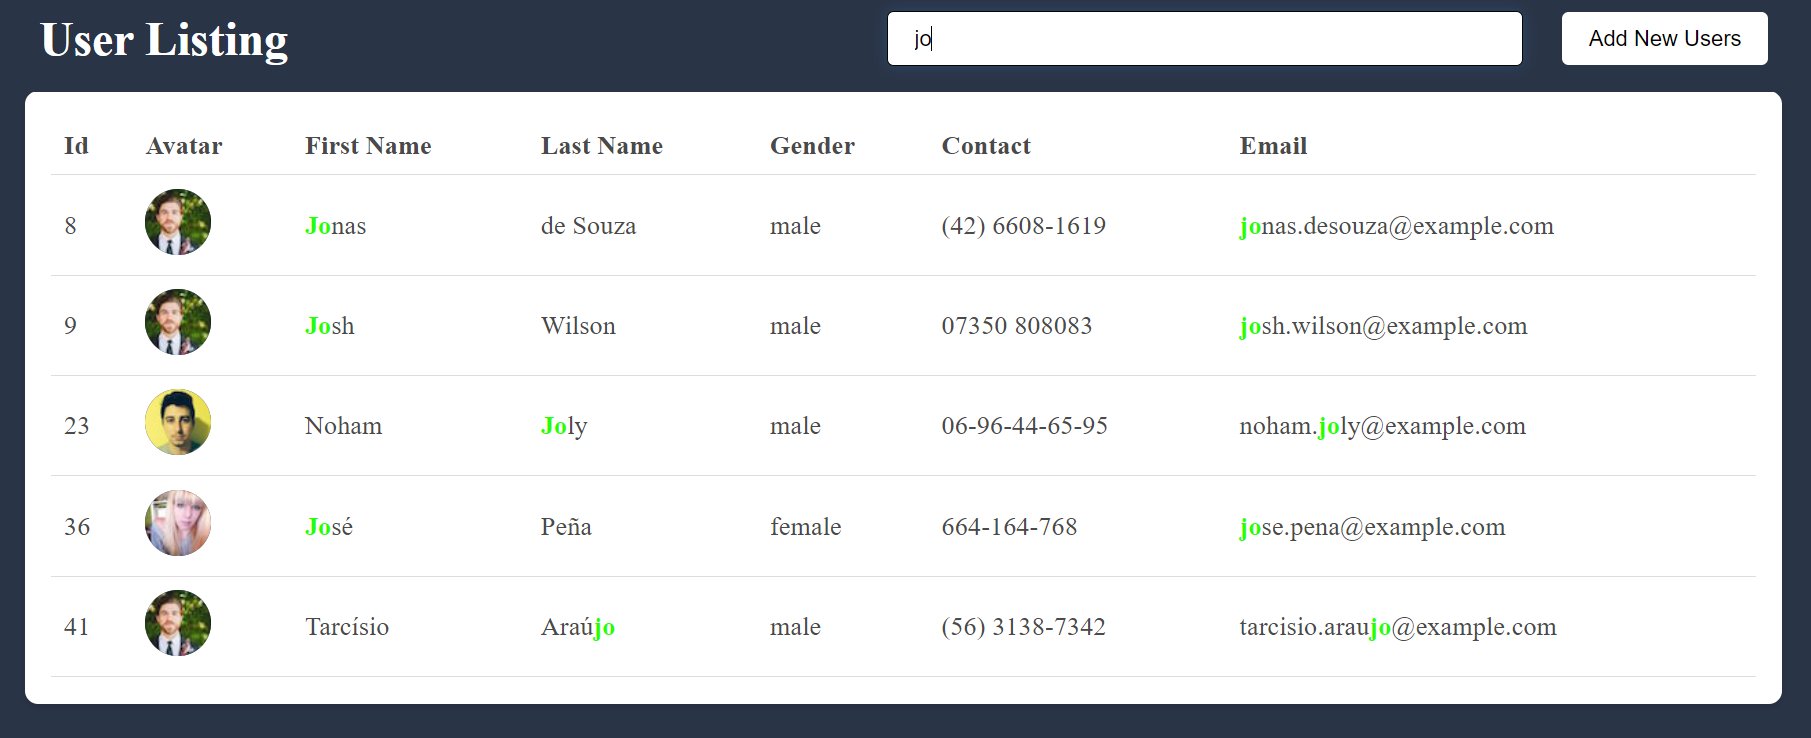 User Listing jo Add New Users
Id Avatar First Name Last Name Gender Contact Email
8 Jonas de Souza male (42) 6608-1619 jonas.desouza@example.com
9 Josh Wilson male 07350 808083 josh.wilson@example.com
23 Noham Joly male 06-96-44-65-95 noham.joly@example.com
36 José Peña female 664-164-768 jose.pena@example.com
41 Tarcísio Araújo male (56) 3138-7342 tarcisio.araujo@example.com